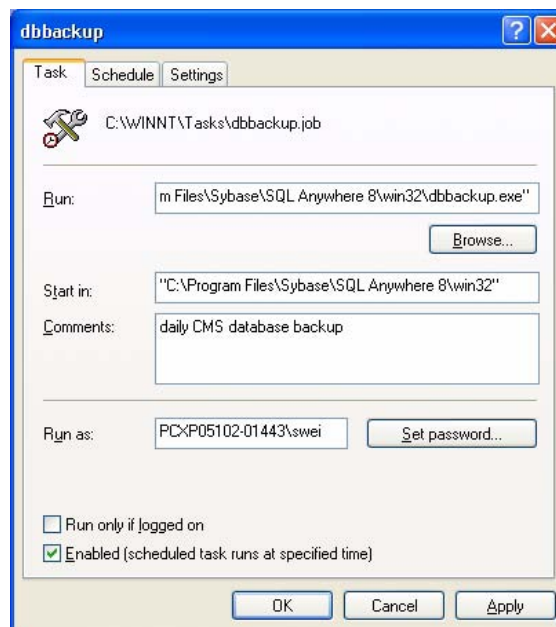 dbbackup
Task Schedule Settings
C:\WINNT\Tasks\dbbackup.job
Run: m Files\Sybase\SQL Anywhere 8\win32\dbbackup.exe"
Browse...
Start in: "C:\Program Files\Sybase\SQL Anywhere 8\win32"
Comments: daily CMS database backup
Run as: PCXP05102-01443\swei Set password...
Run only if logged on
Enabled (scheduled task runs at specified time)
OK Cancel Apply